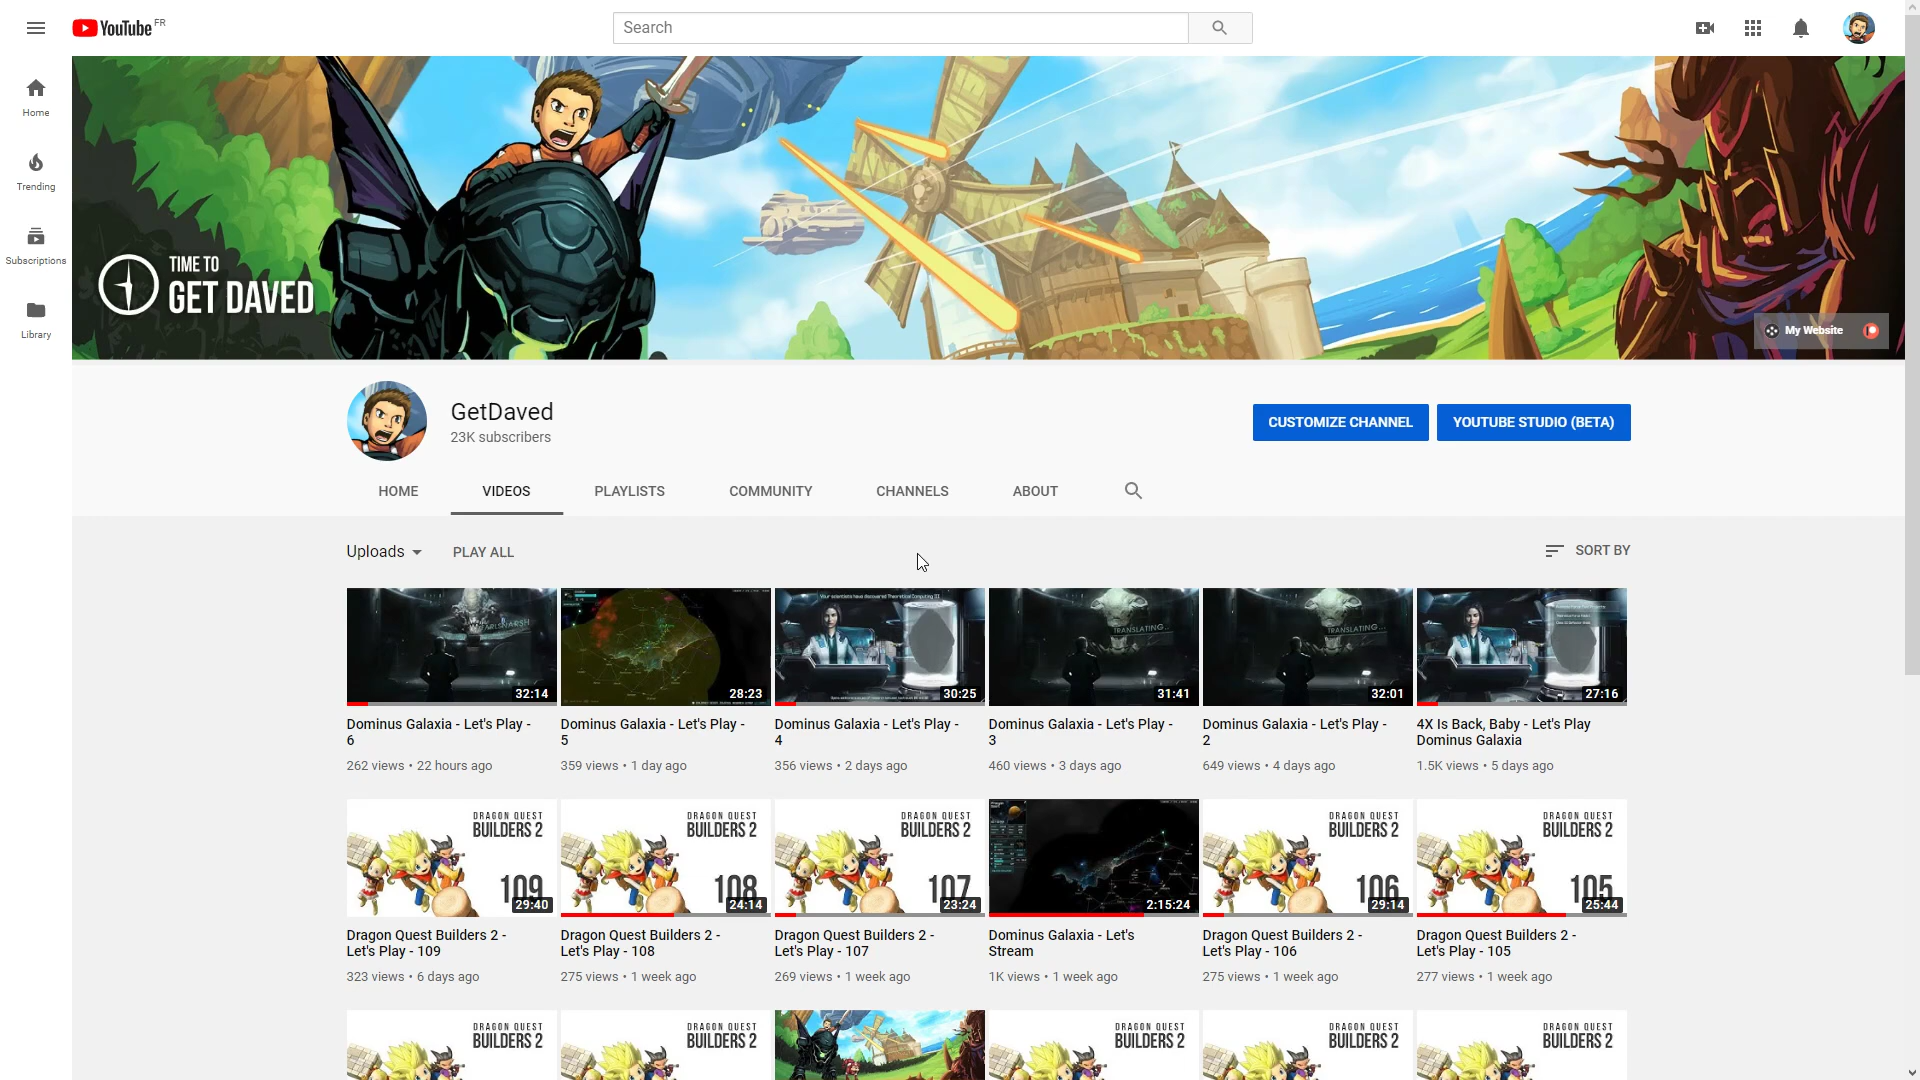 YouTube FR
Search
Home
Trending
Subscriptions
Library
TIME TO
GET DAVED
My Website
GetDaved
23K subscribers
CUSTOMIZE CHANNEL
YOUTUBE STUDIO (BETA)
HOME
VIDEOS
PLAYLISTS
COMMUNITY
CHANNELS
ABOUT
Uploads
PLAY ALL
SORT BY
32:14
Dominus Galaxia - Let's Play -
6
262 views • 22 hours ago
28:23
Dominus Galaxia - Let's Play -
5
359 views • 1 day ago
Your scientists have discovered Theoretical Computing III
30:25
Dominus Galaxia - Let's Play -
4
356 views • 2 days ago
TRANSLATING...
31:41
Dominus Galaxia - Let's Play -
3
460 views • 3 days ago
TRANSLATING...
32:01
Dominus Galaxia - Let's Play -
2
649 views • 4 days ago
27:16
4X Is Back, Baby - Let's Play
Dominus Galaxia
1.5K views • 5 days ago
DRAGON QUEST
BUILDERS 2
109
29:40
Dragon Quest Builders 2 -
Let's Play - 109
323 views • 6 days ago
DRAGON QUEST
BUILDERS 2
108
24:14
Dragon Quest Builders 2 -
Let's Play - 108
275 views • 1 week ago
DRAGON QUEST
BUILDERS 2
107
23:24
Dragon Quest Builders 2 -
Let's Play - 107
269 views • 1 week ago
2:15:24
Dominus Galaxia - Let's
Stream
1K views • 1 week ago
DRAGON QUEST
BUILDERS 2
106
29:14
Dragon Quest Builders 2 -
Let's Play - 106
275 views • 1 week ago
DRAGON QUEST
BUILDERS 2
105
25:44
Dragon Quest Builders 2 -
Let's Play - 105
277 views • 1 week ago
DRAGON QUEST
BUILDERS 2
DRAGON QUEST
BUILDERS 2
DRAGON QUEST
BUILDERS 2
DRAGON QUEST
BUILDERS 2
DRAGON QUEST
BUILDERS 2